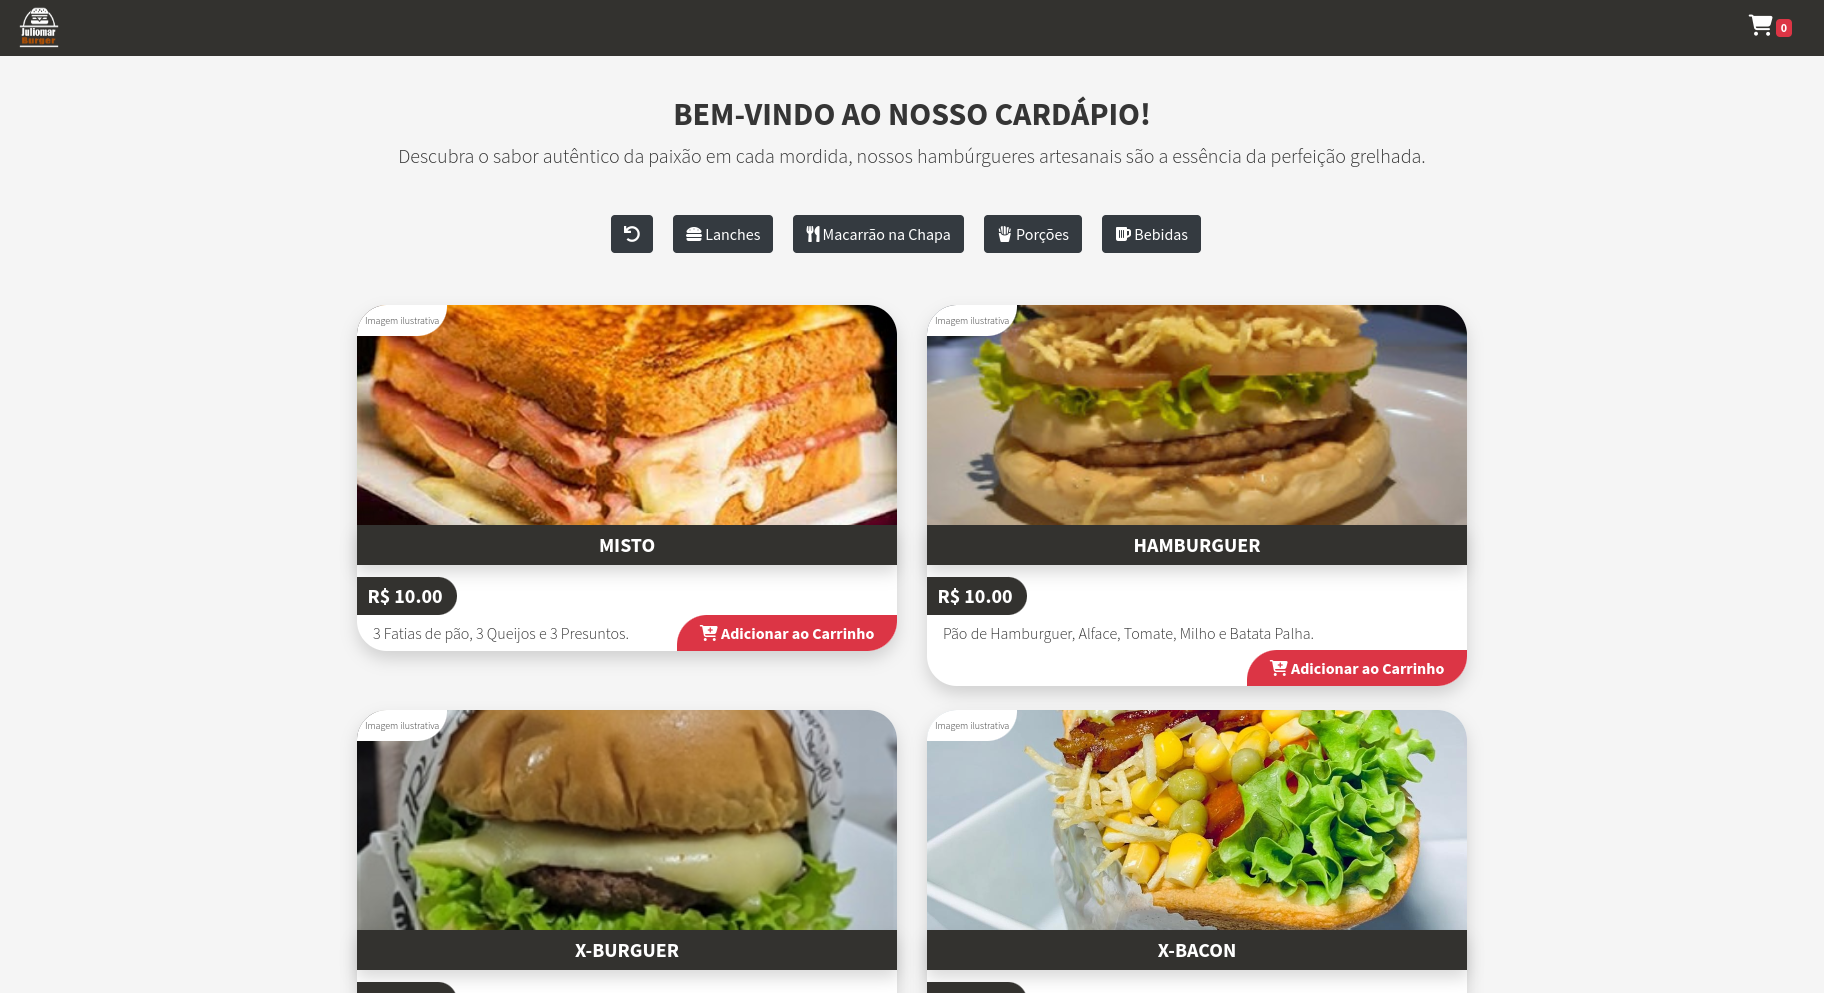 Juliomar
Burger
0
BEM-VINDO AO NOSSO CARDÁPIO!
Descubra o sabor autêntico da paixão em cada mordida, nossos hambúrgueres artesanais são a essência da perfeição grelhada.
Lanches
Macarrão na Chapa
Porções
Bebidas
Imagem ilustrativa
MISTO
R$ 10.00
3 Fatias de pão, 3 Queijos e 3 Presuntos.
Adicionar ao Carrinho
Imagem ilustrativa
HAMBURGUER
R$ 10.00
Pão de Hamburguer, Alface, Tomate, Milho e Batata Palha.
Adicionar ao Carrinho
Imagem ilustrativa
X-BURGUER
Imagem ilustrativa
X-BACON